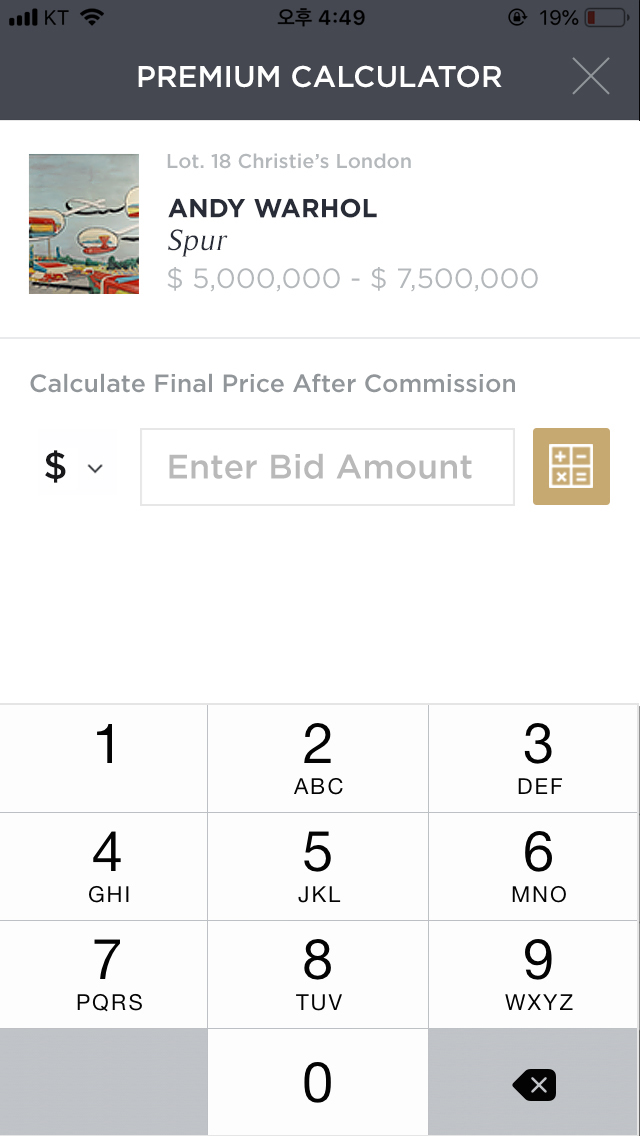 KT 오후 4:49 19%
PREMIUM CALCULATOR
Lot. 18 Christie’s London
ANDY WARHOL
Spur
$ 5,000,000 - $ 7,500,000
Calculate Final Price After Commission
$ Enter Bid Amount
1 2 3
ABC DEF
4 5 6
GHI JKL MNO
7 8 9
PQRS TUV WXYZ
0